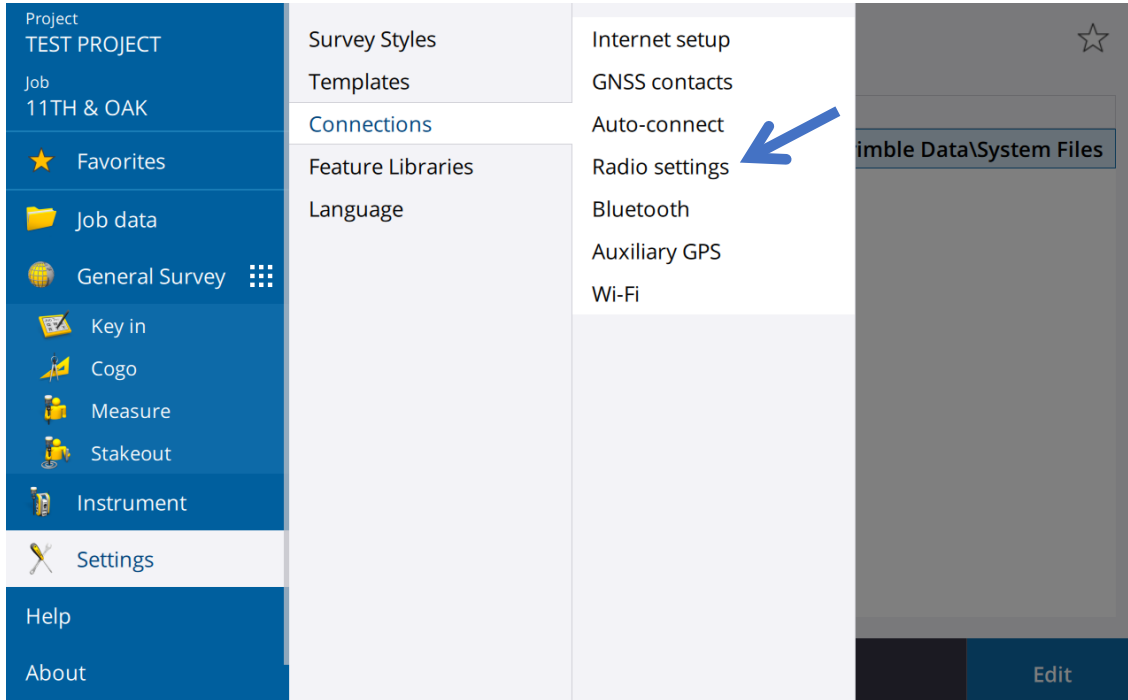 Project
TEST PROJECT
Job
11TH & OAK
Favorites
Job data
General Survey
Key in
Cogo
Measure
Stakeout
Instrument
Settings
Help
About
Survey Styles
Templates
Connections
Feature Libraries
Language
Internet setup
GNSS contacts
Auto-connect
Radio settings
Bluetooth
Auxiliary GPS
Wi-Fi
Data\System Files
Edit